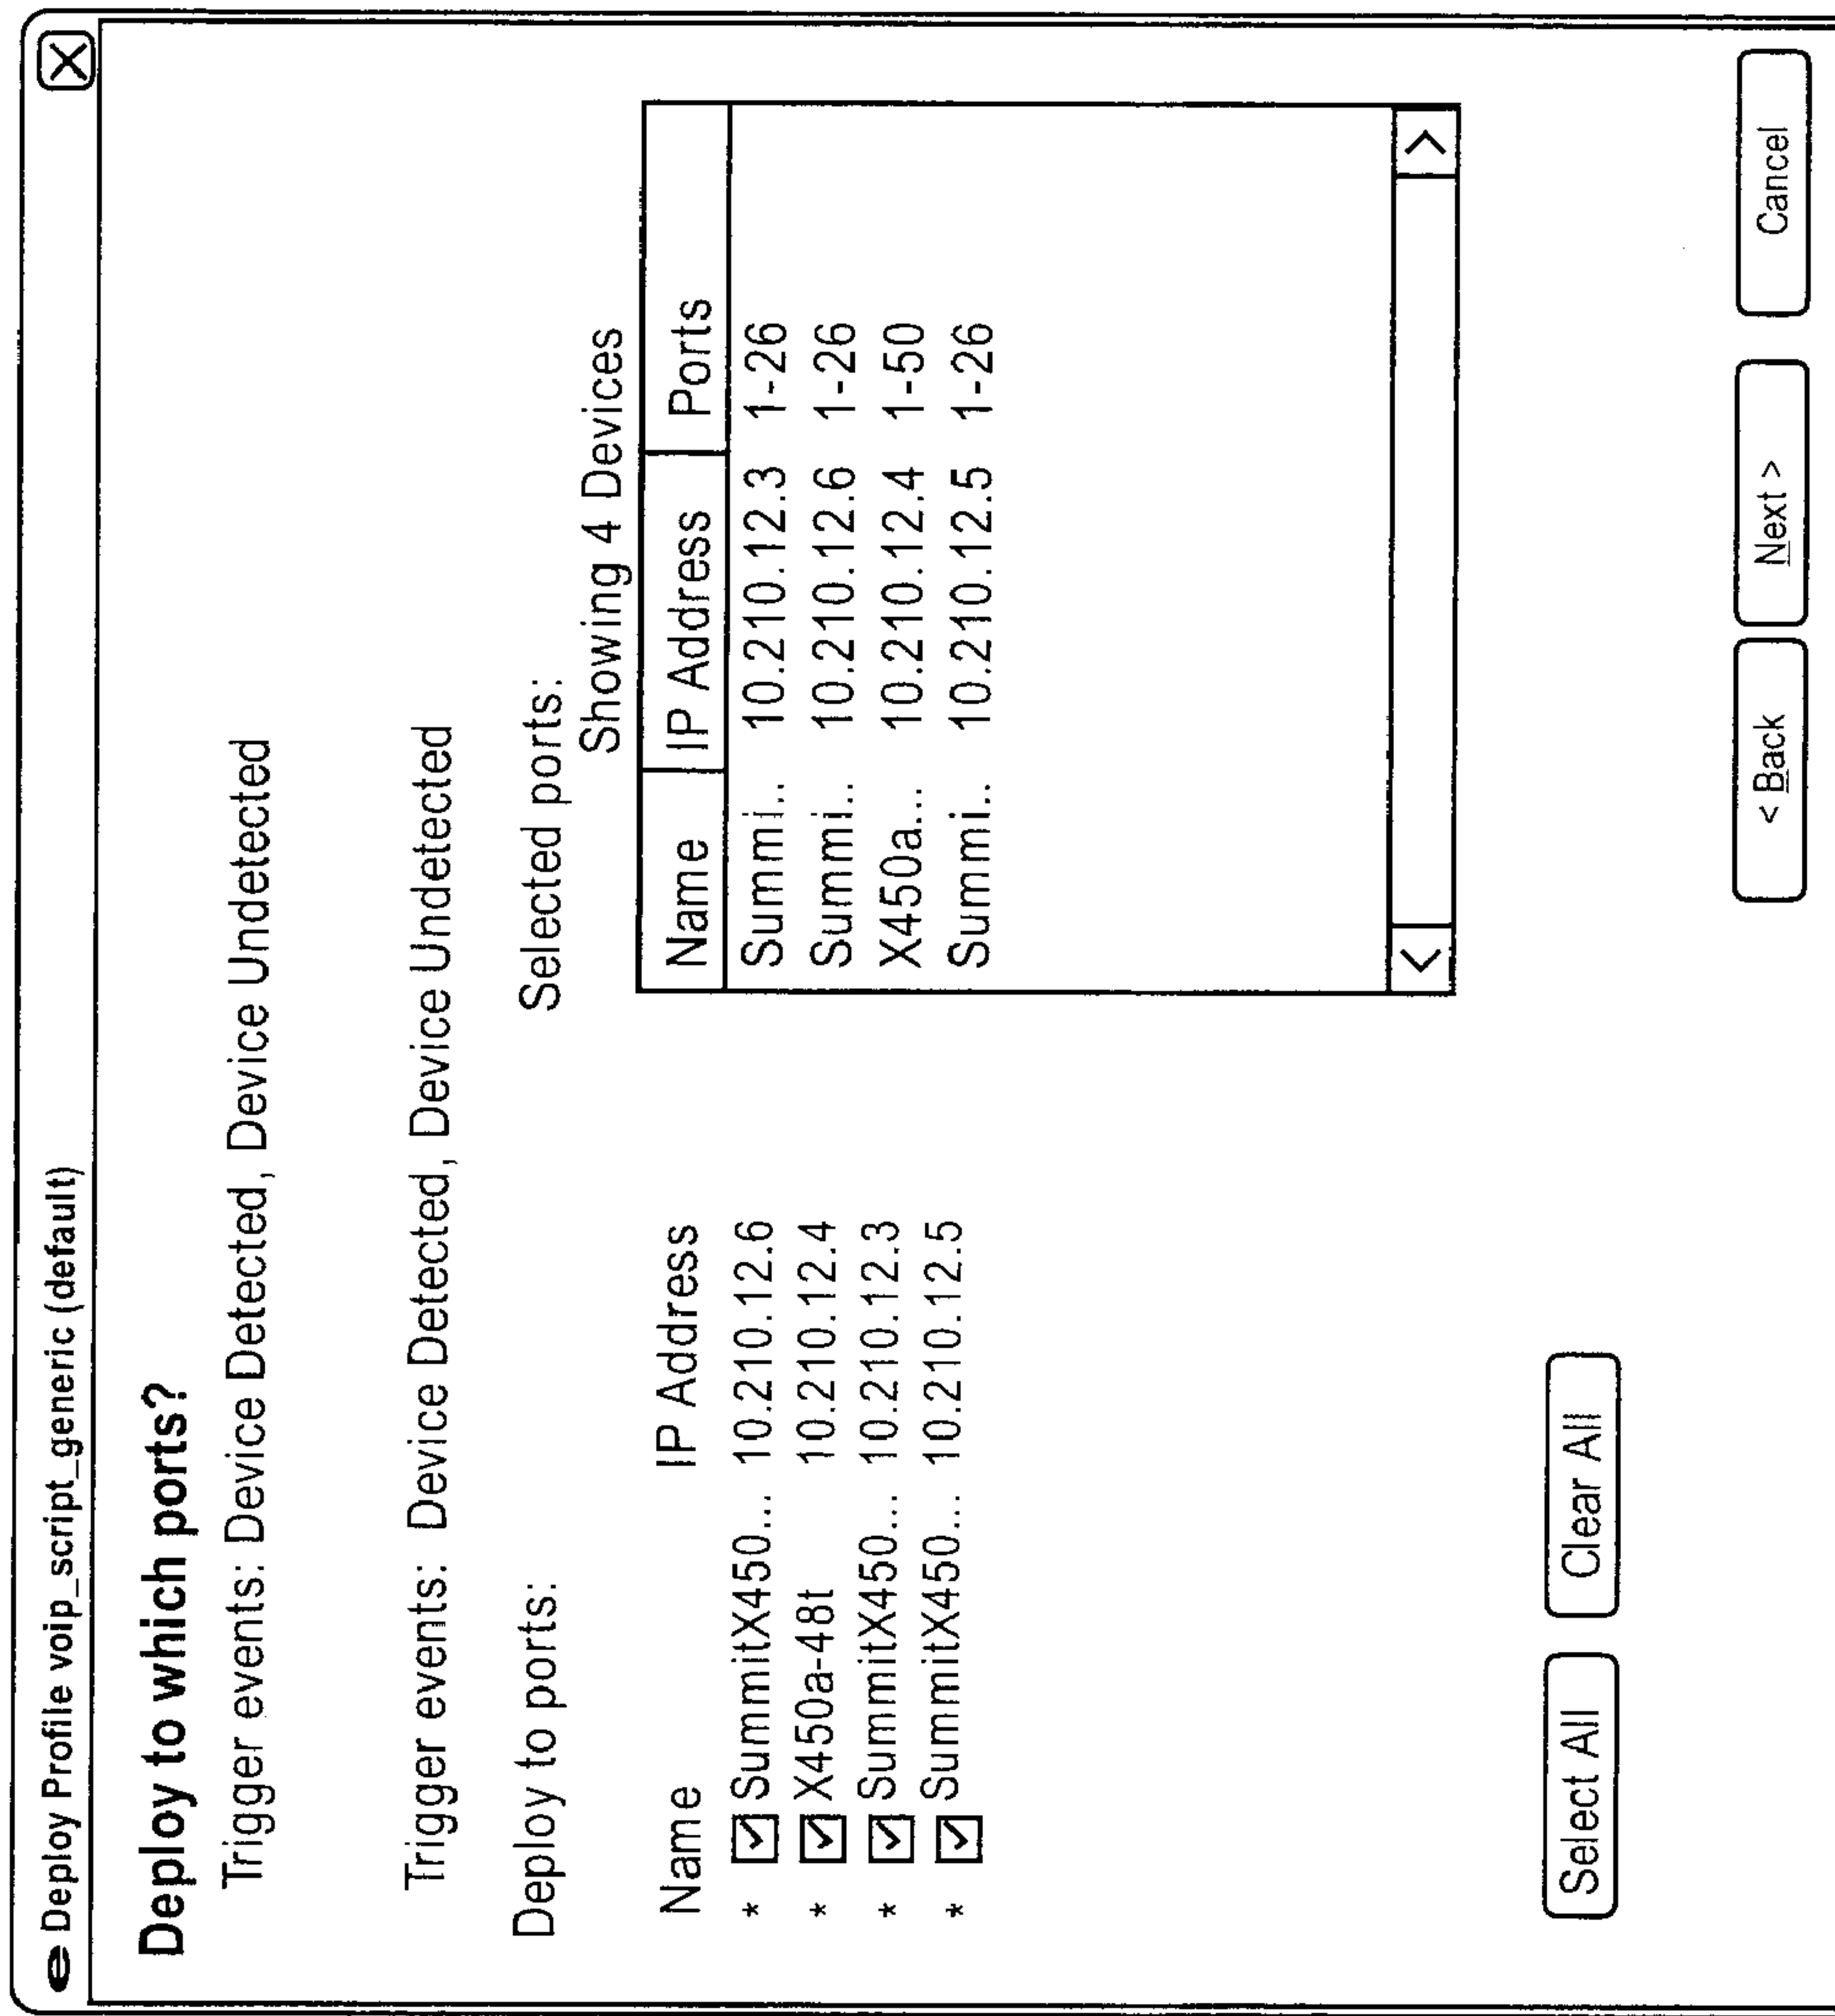 Deploy Profile voip_script_generic (default)
Deploy to which ports?
Trigger events: Device Detected, Device Undetected
Trigger events: Device Detected, Device Undetected
Deploy to ports:
Name IP Address
* SummitX450... 10.210.12.6
* X450a-48t 10.210.12.4
* SummitX450... 10.210.12.3
* SummitX450... 10.210.12.5
Select All Clear All
Selected ports:
Showing 4 Devices
Name IP Address Ports
Summi.. 10.210.12.3 1-26
Summi.. 10.210.12.6 1-26
X450a... 10.210.12.4 1-50
Summi.. 10.210.12.5 1-26
< Back Next > Cancel